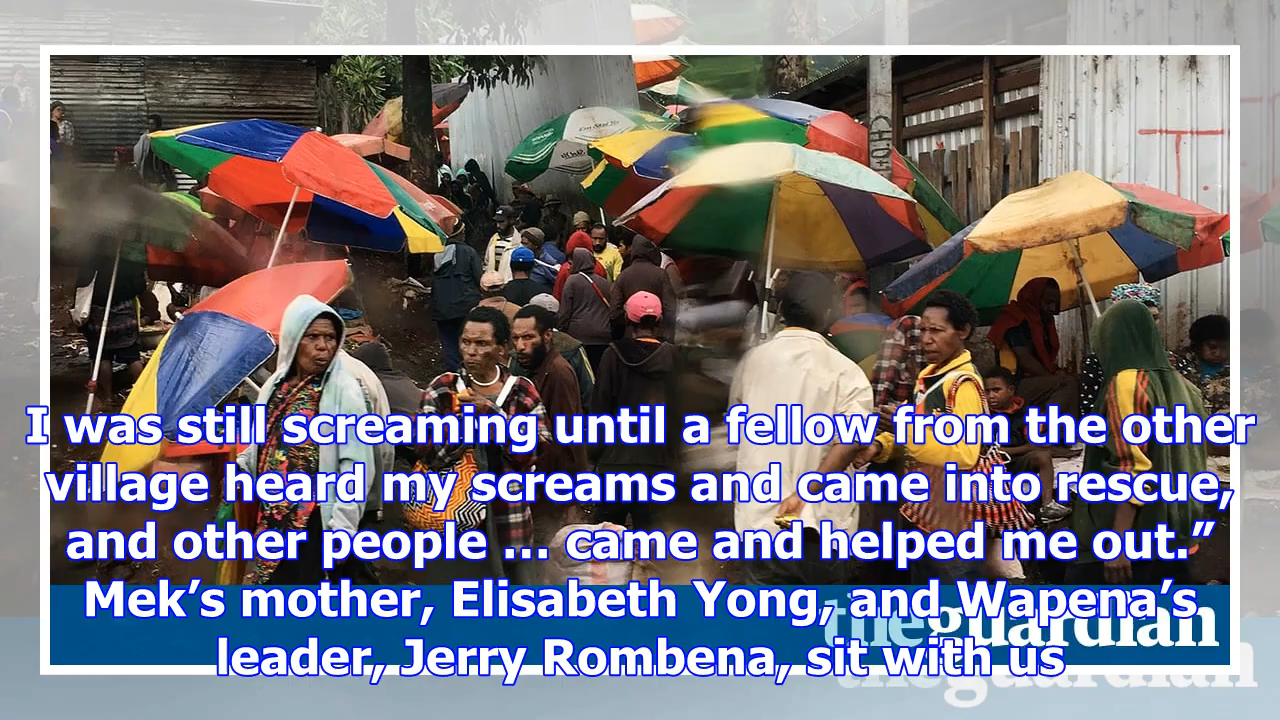 I was still screaming until a fellow from the other
village heard my screams and came into rescue,
and other people ... came and helped me out.”
Mek’s mother, Elisabeth Yong, and Wapena’s
leader, Jerry Rombena, sit with us
theguardian
theguardian